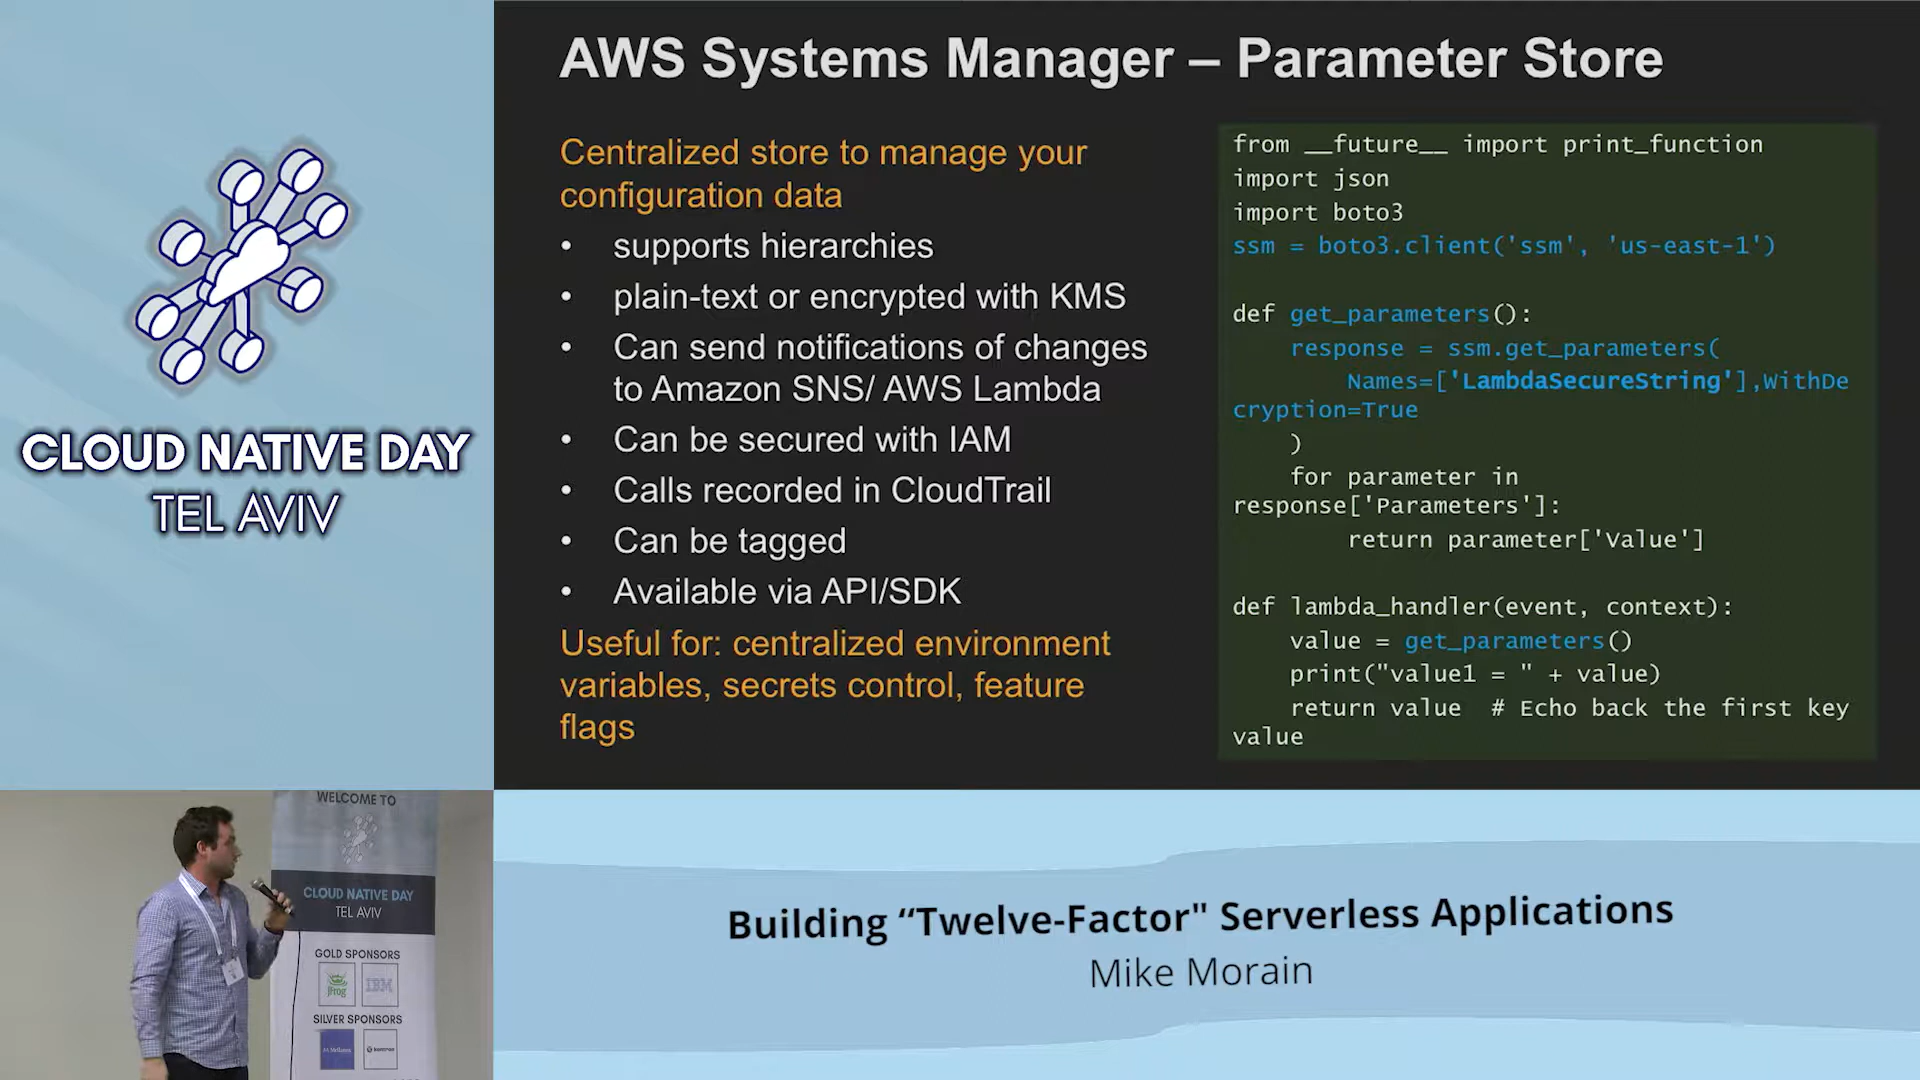 AWS Systems Manager – Parameter Store
Centralized store to manage your
configuration data
• supports hierarchies
• plain-text or encrypted with KMS
• Can send notifications of changes
to Amazon SNS/ AWS Lambda
• Can be secured with IAM
• Calls recorded in CloudTrail
• Can be tagged
• Available via API/SDK
Useful for: centralized environment
variables, secrets control, feature
flags
from __future__ import print_function
import json
import boto3
ssm = boto3.client('ssm', 'us-east-1')
def get_parameters():
response = ssm.get_parameters(
Names=['LambdaSecureString'],WithDe
cryption=True
)
for parameter in
response['Parameters']:
return parameter['Value']
def lambda_handler(event, context):
value = get_parameters()
print("value1 = " + value)
return value # Echo back the first key
value
CLOUD NATIVE DAY
TEL AVIV
WELCOME TO
CLOUD NATIVE DAY
TEL AVIV
GOLD SPONSORS
jFrog
IBM
SILVER SPONSORS
Mellanox
Building “Twelve-Factor" Serverless Applications
Mike Morain